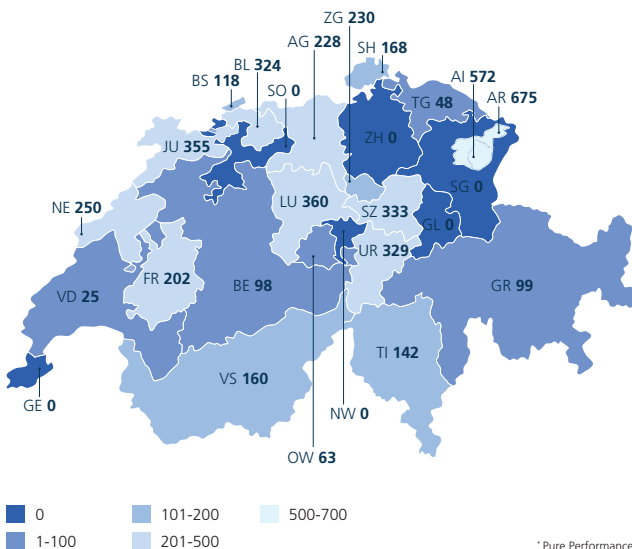 ZG 230
AG 228
SH 168
BL 324
AI 572
BS 118
SO 0
AR 675
TG 48
ZH 0
JU 355
SG 0
LU 360
NE 250
SZ 333
GL 0
UR 329
FR 202
BE 98
GR 99
VD 25
TI 142
VS 160
GE 0
NW 0
OW 63
0
101-200
500-700
1-100
201-500
* Pure Performance